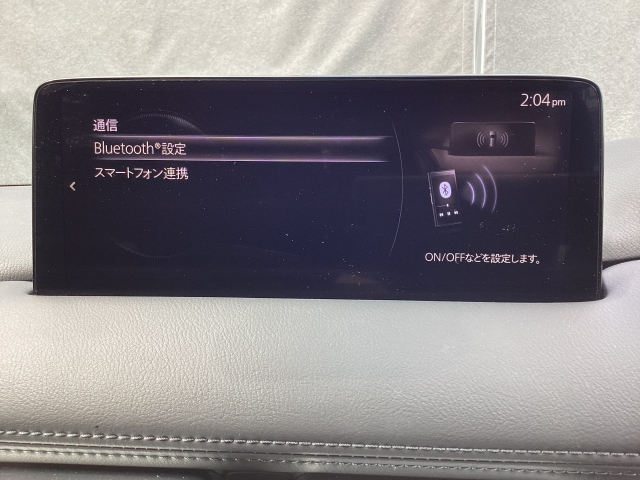 2:04pm
通信
Bluetooth®設定
スマートフォン連携
ON/OFFなどを設定します。